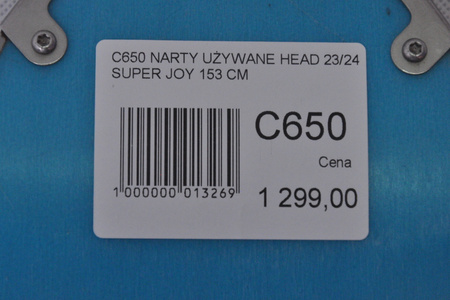 C650 NARTY UŻYWANE HEAD 23/24
SUPER JOY 153 CM
C650
Cena
1 000000 013269
1 299,00